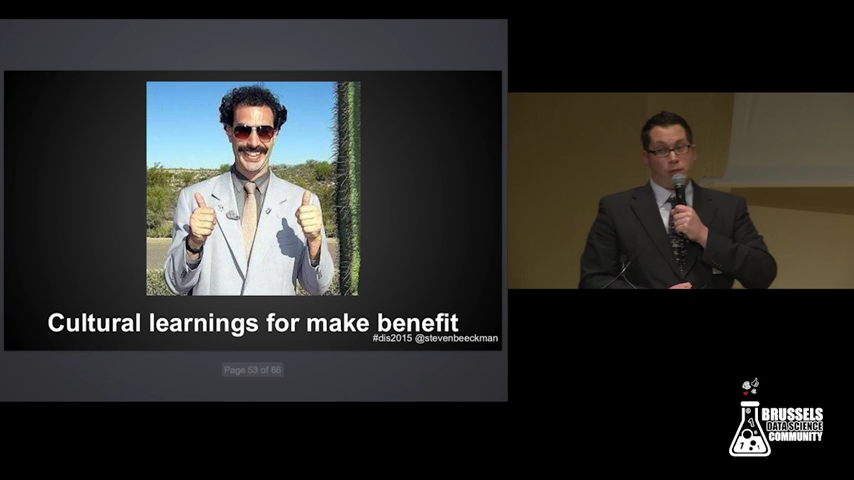 Cultural learnings for make benefit
#dis2015 @stevenbeeckman
Page 53 of 66
BRUSSELS
DATA SCIENCE
COMMUNITY